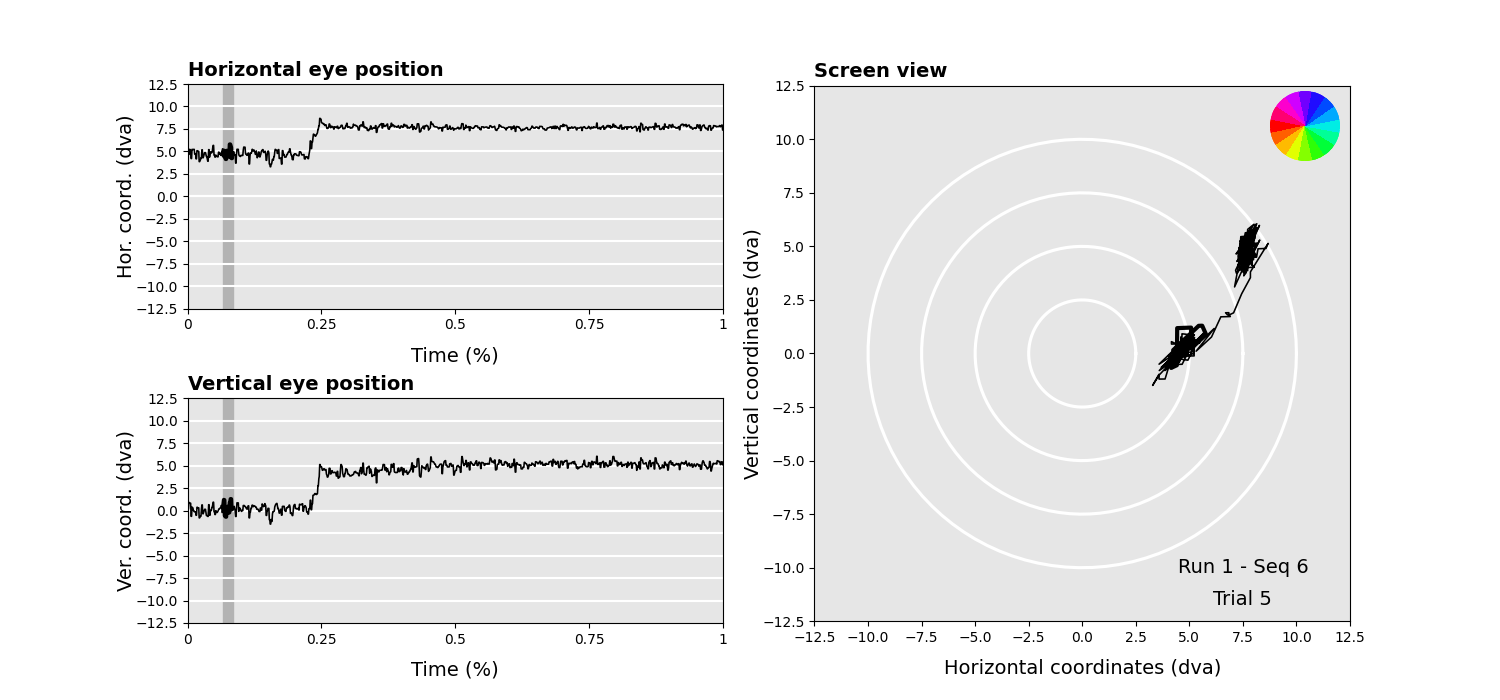 Horizontal eye position
12.5
10.0
7.5
5.0
2.5
0.0
−2.5
−5.0
−7.5
−10.0
−12.5
Hor. coord. (dva)
0 0.25 0.5 0.75 1
Time (%)
Vertical eye position
12.5
10.0
7.5
5.0
2.5
0.0
−2.5
−5.0
−7.5
−10.0
−12.5
Ver. coord. (dva)
0 0.25 0.5 0.75 1
Time (%)
Screen view
12.5
10.0
7.5
5.0
2.5
0.0
−2.5
−5.0
−7.5
−10.0
−12.5
Vertical coordinates (dva)
Run 1 - Seq 6
Trial 5
−12.5 −10.0 −7.5 −5.0 −2.5 0.0 2.5 5.0 7.5 10.0 12.5
Horizontal coordinates (dva)